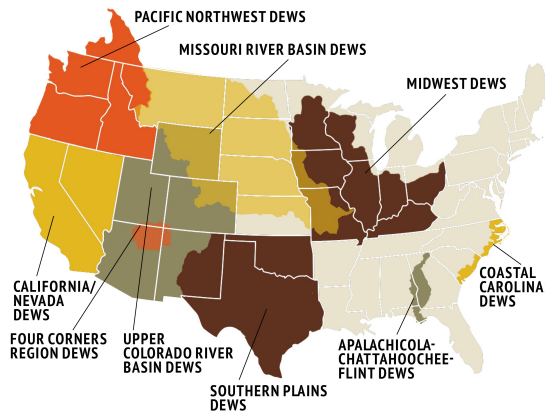 PACIFIC NORTHWEST DEWS
MISSOURI RIVER BASIN DEWS
MIDWEST DEWS
CALIFORNIA/
NEVADA
DEWS
FOUR CORNERS
REGION DEWS
UPPER
COLORADO RIVER
BASIN DEWS
SOUTHERN PLAINS
DEWS
APALACHICOLA-
CHATTAHOOCHEE-
FLINT DEWS
COASTAL
CAROLINA
DEWS